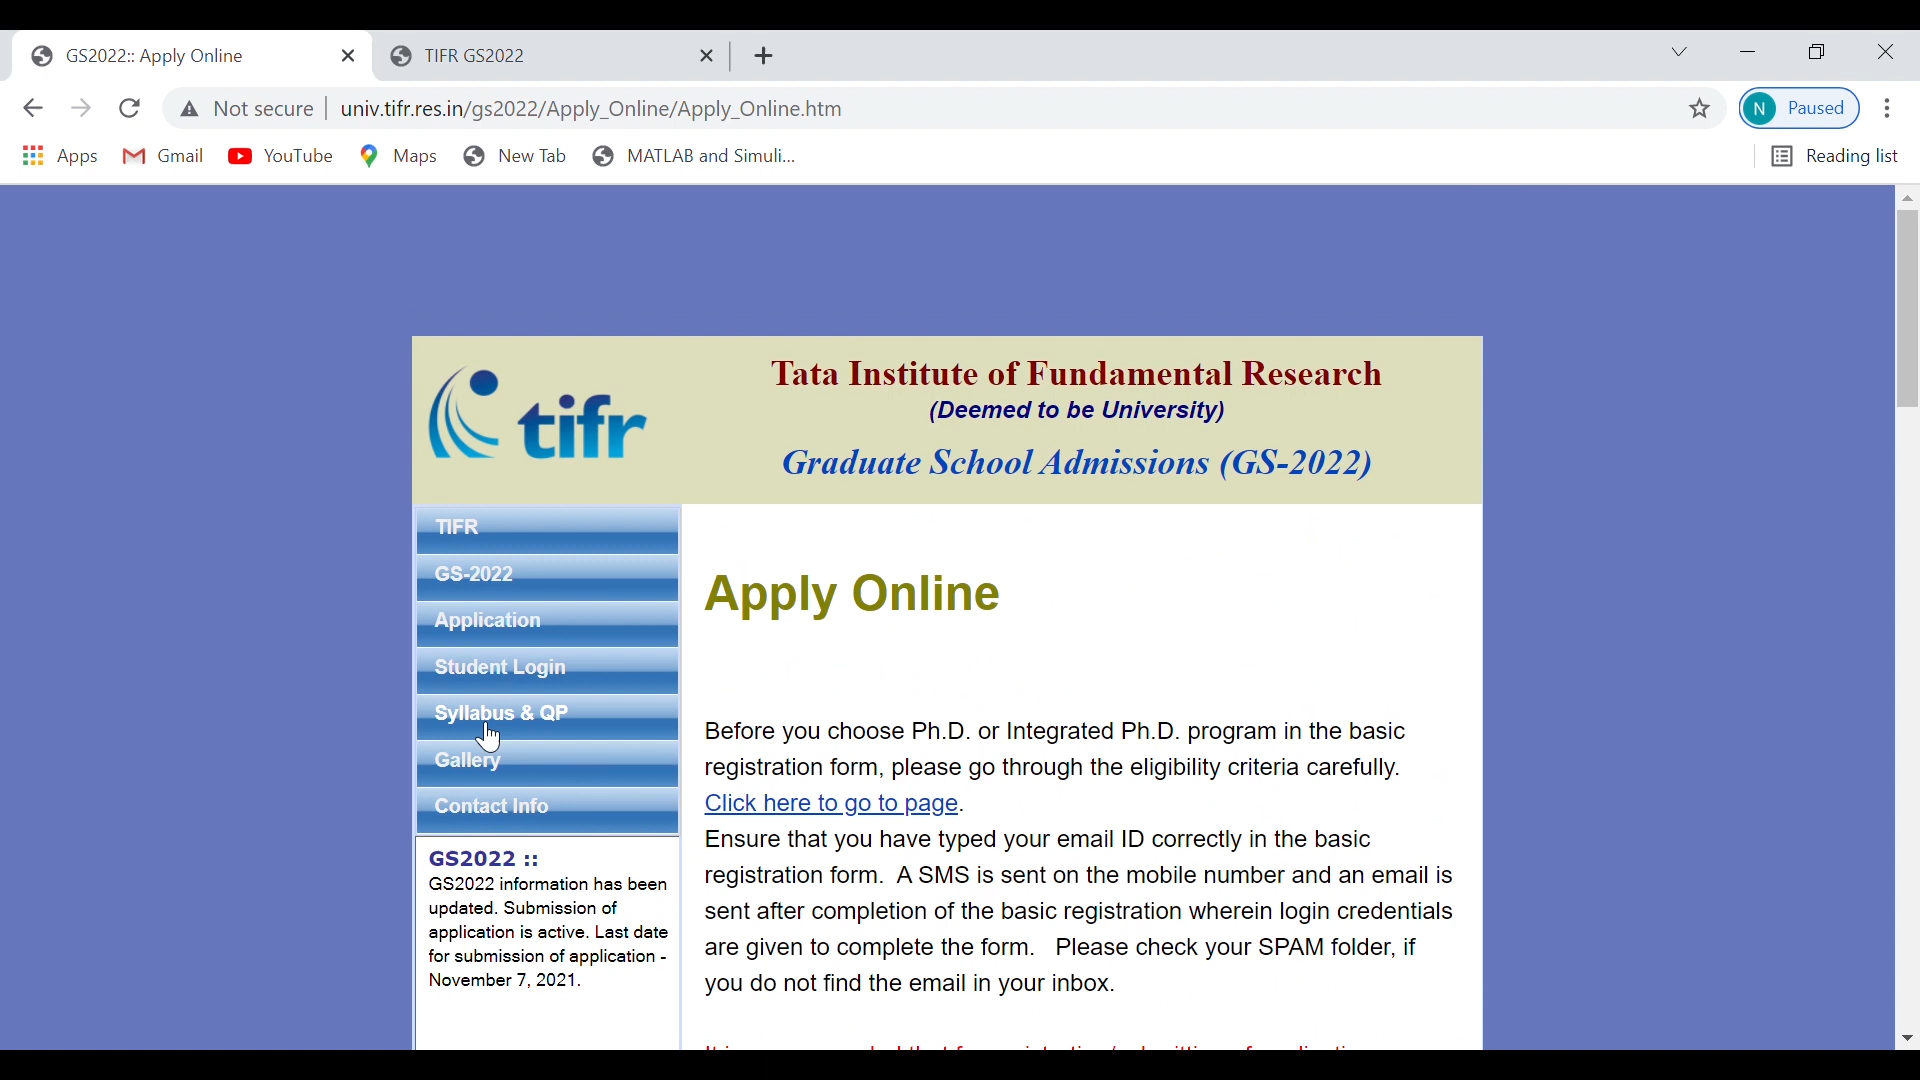 GS2022:: Apply Online
TIFR GS2022
Not secure
univ.tifr.res.in/gs2022/Apply_Online/Apply_Online.htm
N Paused
Apps
Gmail
YouTube
Maps
New Tab
MATLAB and Simuli...
Reading list
tifr
Tata Institute of Fundamental Research
(Deemed to be University)
Graduate School Admissions (GS-2022)
TIFR
GS-2022
Application
Student Login
Syllabus & QP
Gallery
Contact Info
GS2022 ::
GS2022 information has been
updated. Submission of
application is active. Last date
for submission of application -
November 7, 2021.
Apply Online
Before you choose Ph.D. or Integrated Ph.D. program in the basic
registration form, please go through the eligibility criteria carefully.
Click here to go to page.
Ensure that you have typed your email ID correctly in the basic
registration form. A SMS is sent on the mobile number and an email is
sent after completion of the basic registration wherein login credentials
are given to complete the form. Please check your SPAM folder, if
you do not find the email in your inbox.